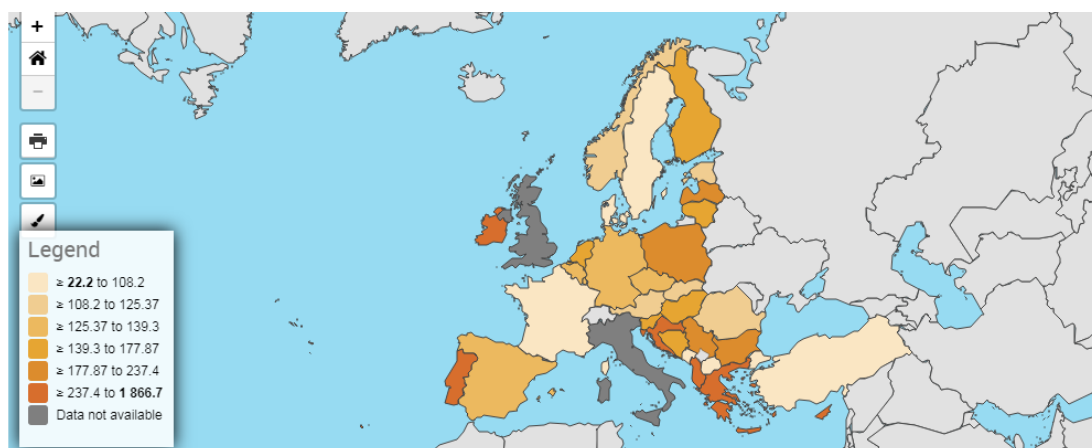 +
−
Legend
≥ 22.2 to 108.2
≥ 108.2 to 125.37
≥ 125.37 to 139.3
≥ 139.3 to 177.87
≥ 177.87 to 237.4
≥ 237.4 to 1 866.7
Data not available